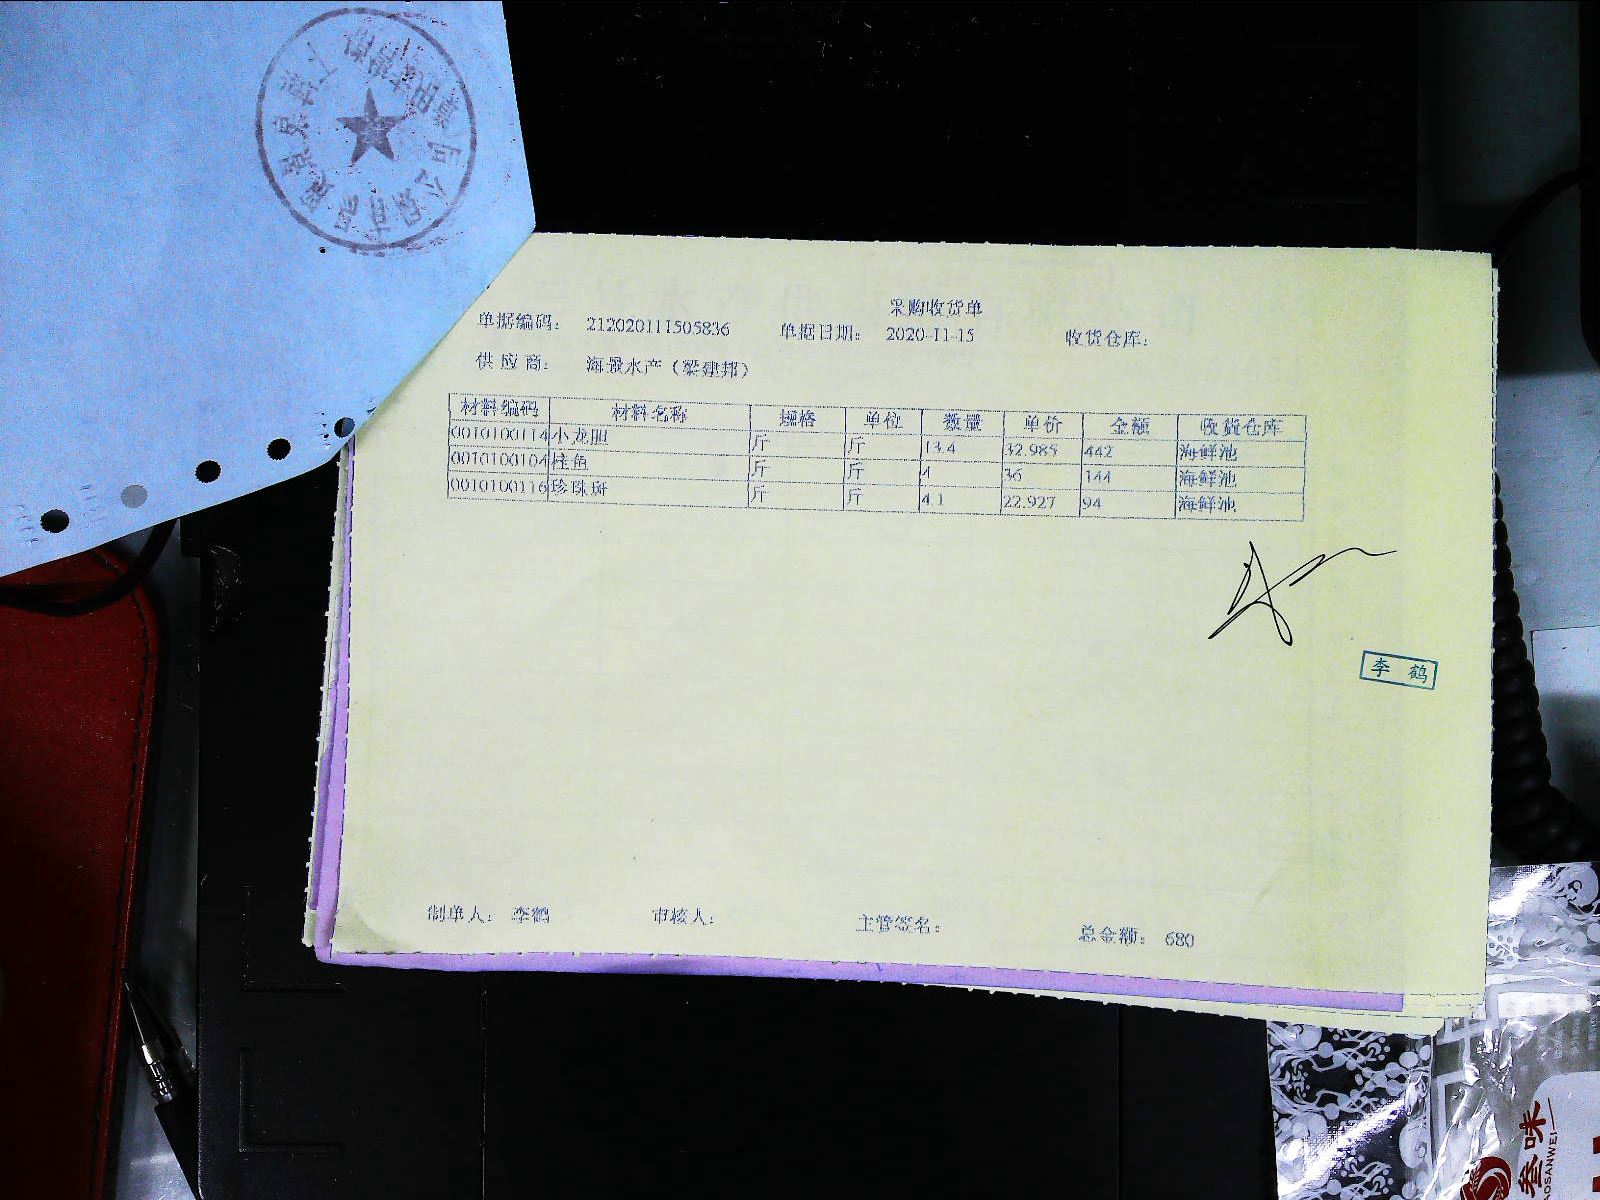 采购收货单
单据编码： 212020111505836 单据日期： 2020-11-15 收货仓库：
供 应 商： 海景水产（梁建邦）
材料编码 材料名称 规格 单位 数量 单价 金额 收货仓库
0010100114 小龙胆 斤 斤 13.4 32.985 442 海鲜池
0010100104 桂鱼 斤 斤 4 36 144 海鲜池
0010100116 珍珠斑 斤 斤 4.1 22.927 94 海鲜池
李 鹤
制单人： 李鹤 审核人： 主管签名： 总金额： 680
叁味
OSANWEI